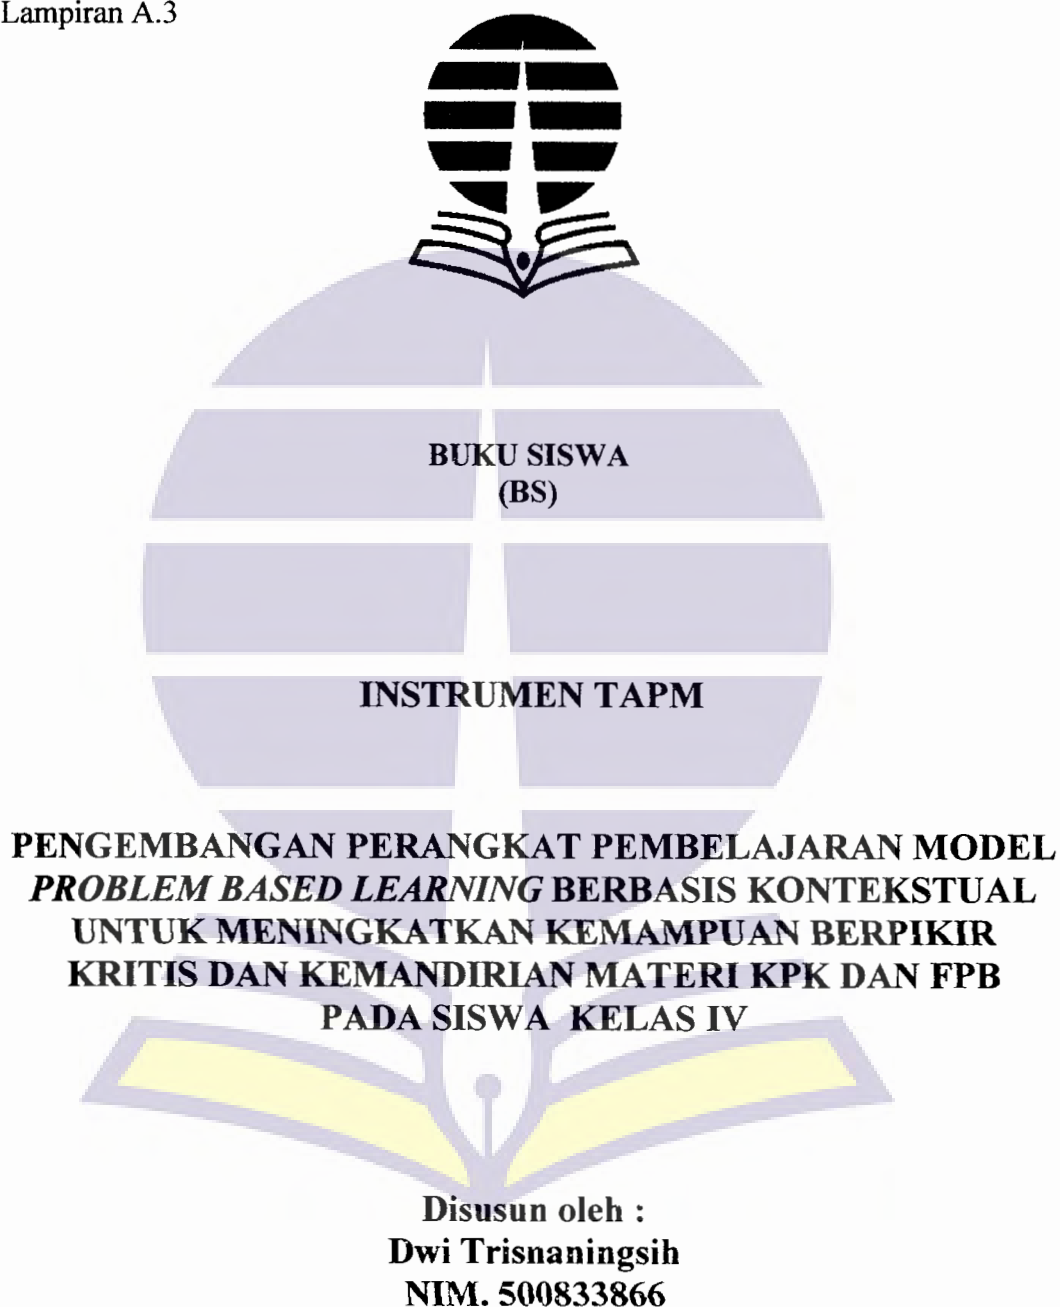 Lampiran A.3
BUKU SISWA
(BS)
INSTRUMEN TAPM
PENGEMBANGAN PERANGKAT PEMBELAJARAN MODEL
PROBLEM BASED LEARNING BERBASIS KONTEKSTUAL
UNTUK MENINGKATKAN KEMAMPUAN BERPIKIR
KRITIS DAN KEMANDIRIAN MATERI KPK DAN FPB
PADA SISWA KELAS IV
Disusun oleh :
Dwi Trisnaningsih
NIM. 500833866